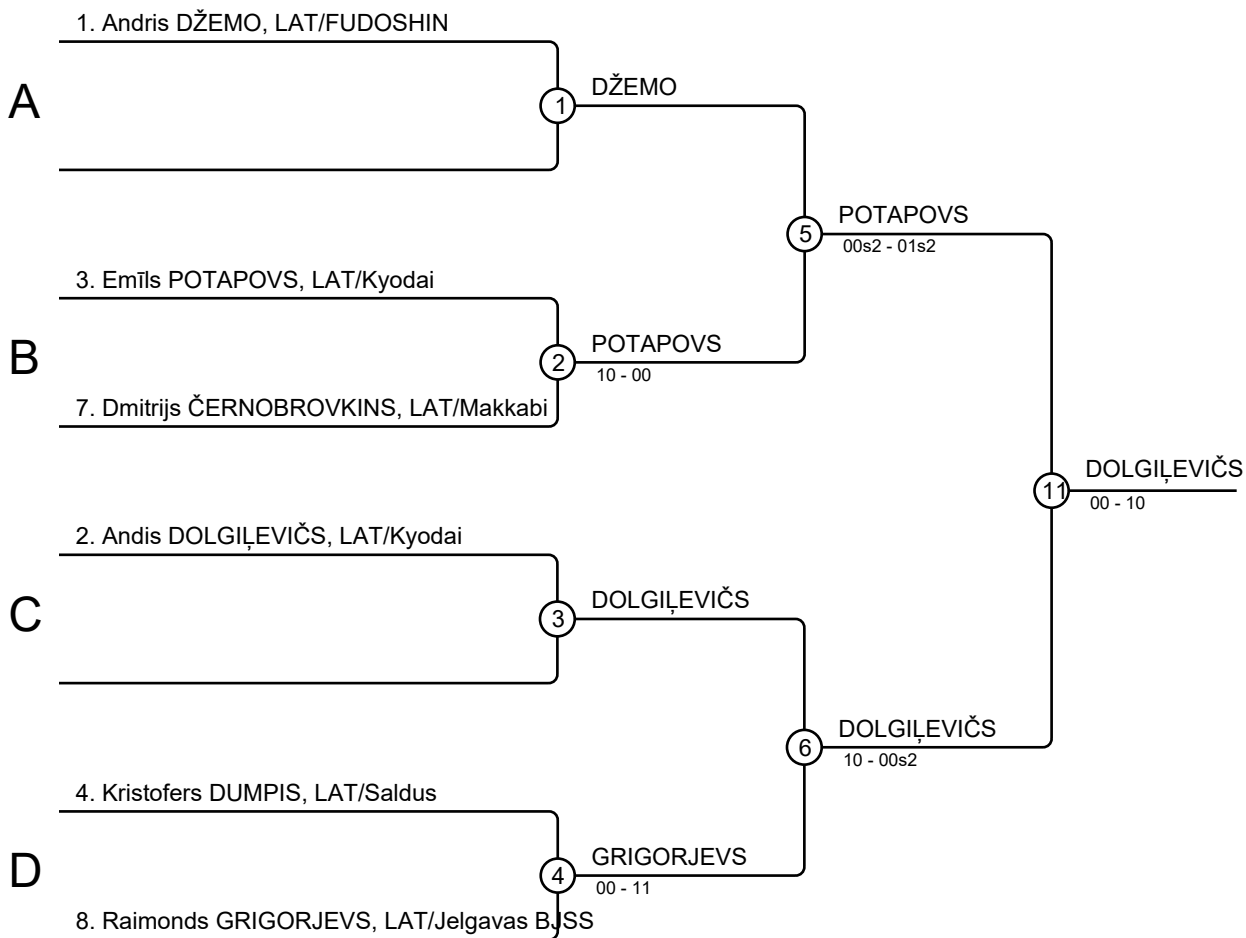 1. Andris DŽEMO, LAT/FUDOSHIN
A
1
DŽEMO
5
POTAPOVS
00s2 - 01s2
3. Emīls POTAPOVS, LAT/Kyodai
B
2
POTAPOVS
10 - 00
7. Dmitrijs ČERNOBROVKINS, LAT/Makkabi
11
DOLGIĻEVIČS
00 - 10
2. Andis DOLGIĻEVIČS, LAT/Kyodai
C
3
DOLGIĻEVIČS
6
DOLGIĻEVIČS
10 - 00s2
4. Kristofers DUMPIS, LAT/Saldus
D
4
GRIGORJEVS
00 - 11
8. Raimonds GRIGORJEVS, LAT/Jelgavas BJSS